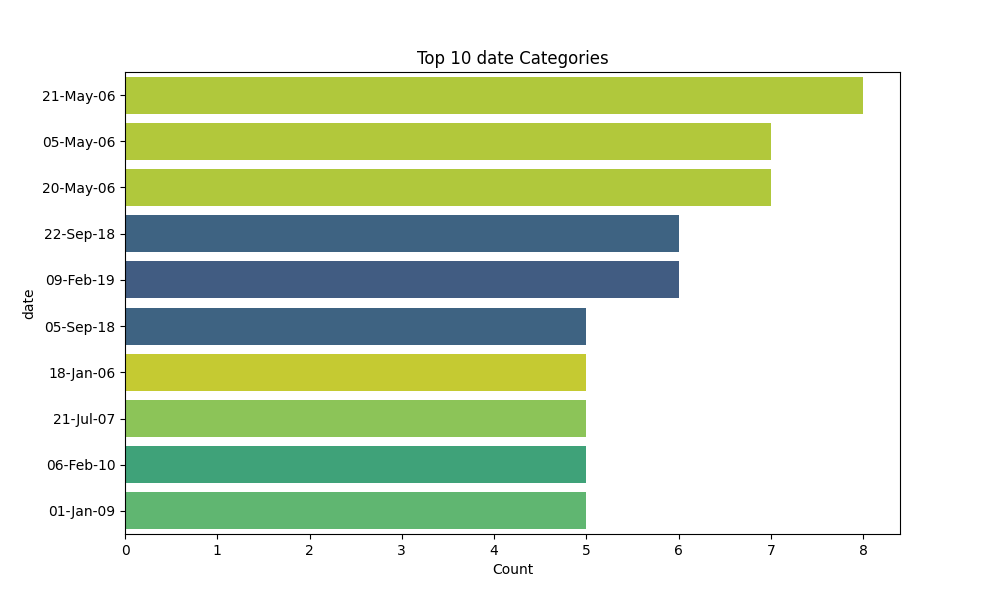 Top 10 date Categories
21-May-06
05-May-06
20-May-06
22-Sep-18
09-Feb-19
05-Sep-18
18-Jan-06
21-Jul-07
06-Feb-10
01-Jan-09
date
0 1 2 3 4 5 6 7 8
Count